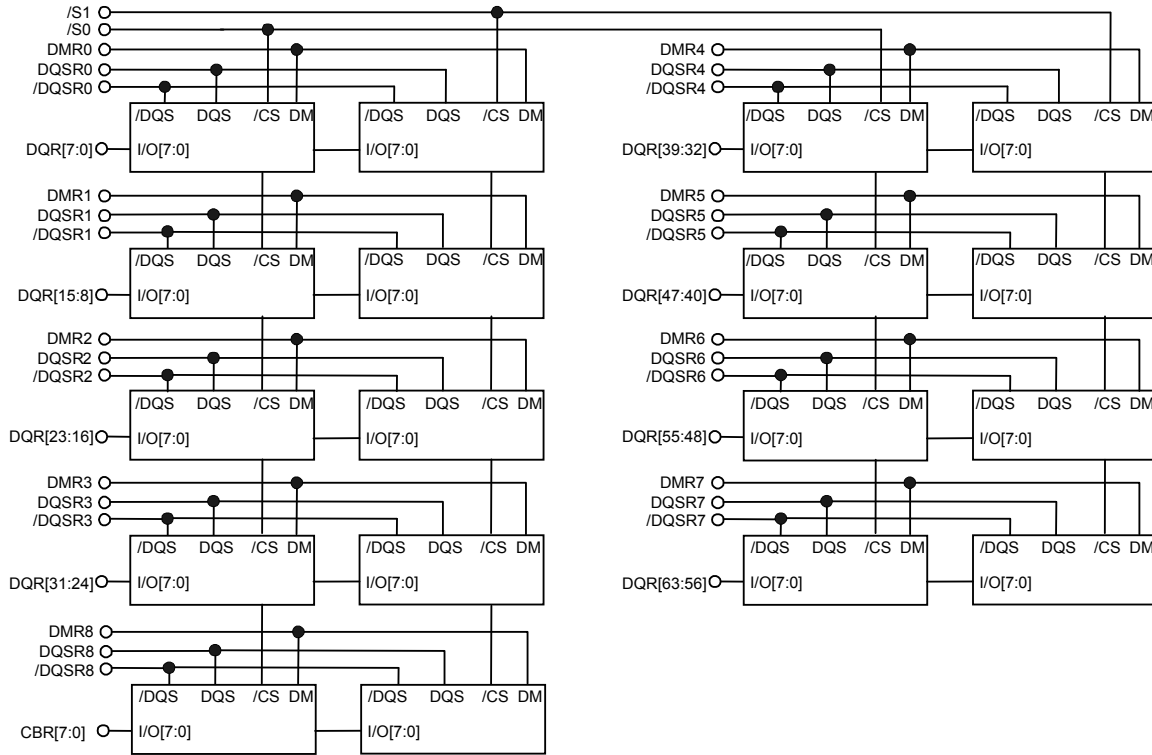 /S1
/S0
DMR0
DQSR0
/DQSR0
/DQS DQS /CS DM
/DQS DQS /CS DM
DQR[7:0]
I/O[7:0]
I/O[7:0]
DMR1
DQSR1
/DQSR1
/DQS DQS /CS DM
/DQS DQS /CS DM
DQR[15:8]
I/O[7:0]
I/O[7:0]
DMR2
DQSR2
/DQSR2
/DQS DQS /CS DM
/DQS DQS /CS DM
DQR[23:16]
I/O[7:0]
I/O[7:0]
DMR3
DQSR3
/DQSR3
/DQS DQS /CS DM
/DQS DQS /CS DM
DQR[31:24]
I/O[7:0]
I/O[7:0]
DMR8
DQSR8
/DQSR8
/DQS DQS /CS DM
/DQS DQS /CS DM
CBR[7:0]
I/O[7:0]
I/O[7:0]
DMR4
DQSR4
/DQSR4
/DQS DQS /CS DM
/DQS DQS /CS DM
DQR[39:32]
I/O[7:0]
I/O[7:0]
DMR5
DQSR5
/DQSR5
/DQS DQS /CS DM
/DQS DQS /CS DM
DQR[47:40]
I/O[7:0]
I/O[7:0]
DMR6
DQSR6
/DQSR6
/DQS DQS /CS DM
/DQS DQS /CS DM
DQR[55:48]
I/O[7:0]
I/O[7:0]
DMR7
DQSR7
/DQSR7
/DQS DQS /CS DM
/DQS DQS /CS DM
DQR[63:56]
I/O[7:0]
I/O[7:0]